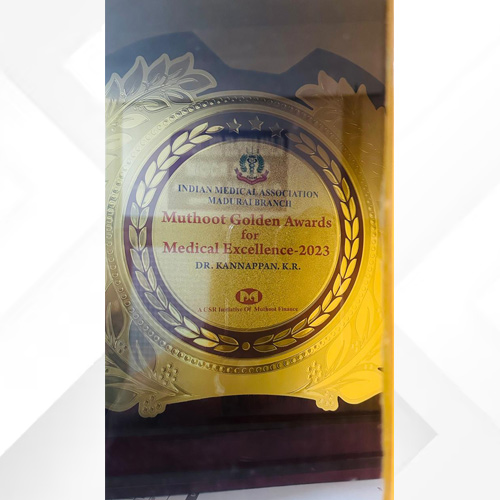 INDIAN MEDICAL ASSOCIATION
MADURAI BRANCH
Muthoot Golden Awards
for
Medical Excellence-2023
DR. KANNAPPAN. K.R.
A CSR Initiative Of Muthoot Finance